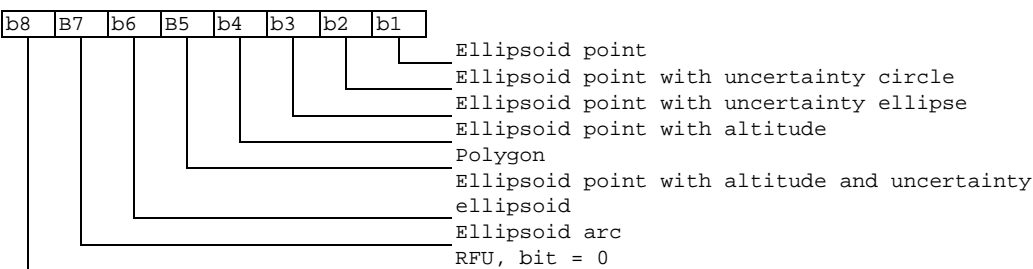 b8 B7 b6 B5 b4 b3 b2 b1
Ellipsoid point
Ellipsoid point with uncertainty circle
Ellipsoid point with uncertainty ellipse
Ellipsoid point with altitude
Polygon
Ellipsoid point with altitude and uncertainty
ellipsoid
Ellipsoid arc
RFU, bit = 0